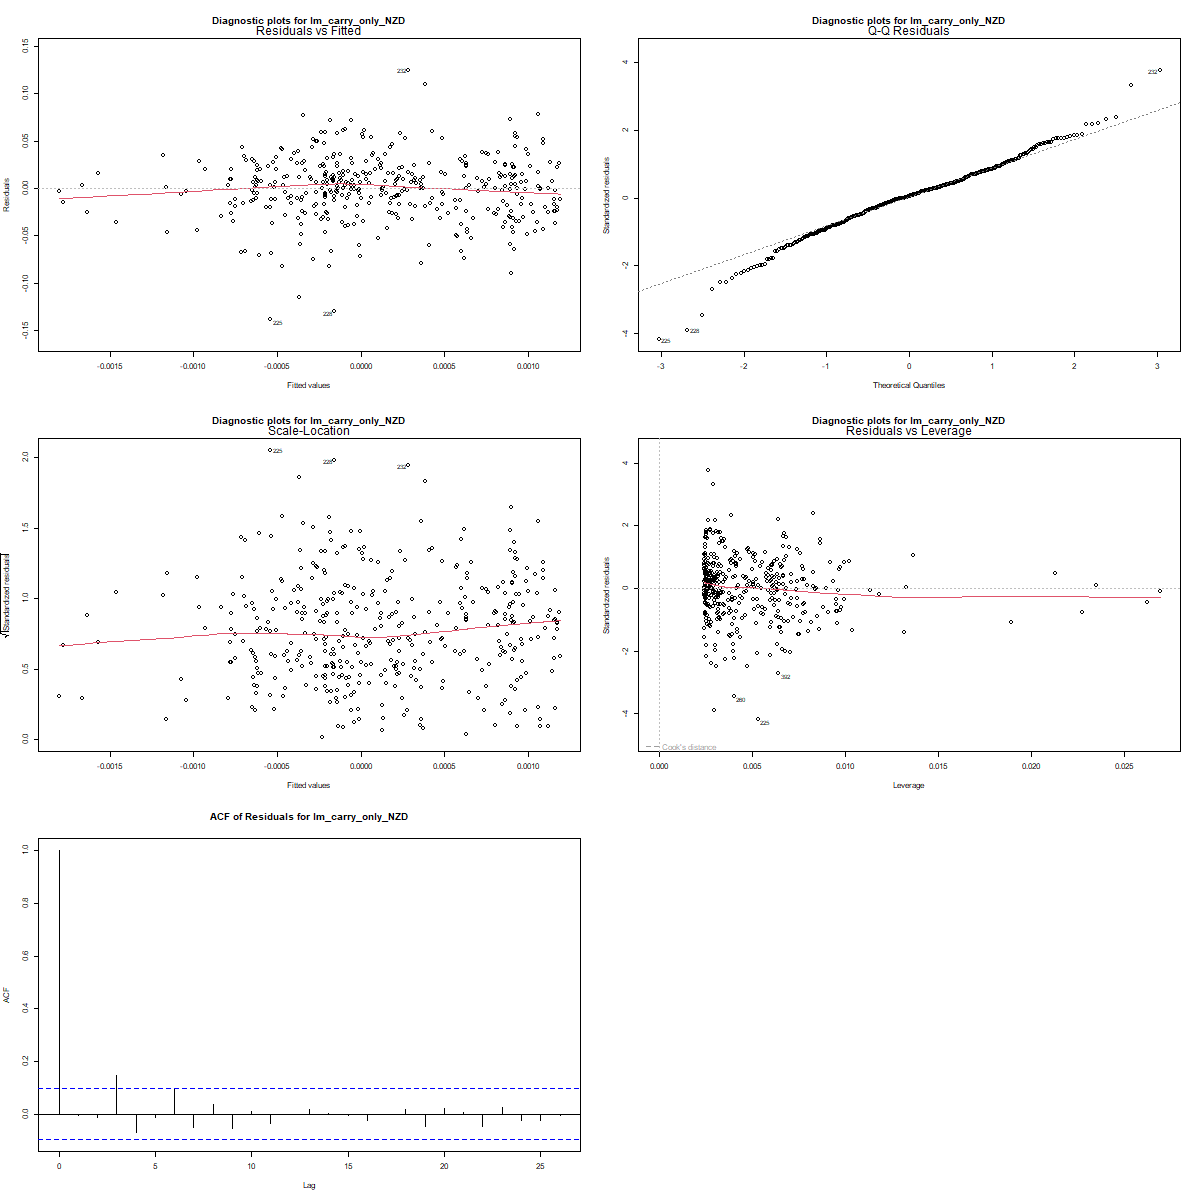 Diagnostic plots for lm_carry_only_NZD
Residuals vs Fitted
0.15
0.10
0.05
0.00
-0.05
-0.10
-0.15
Residuals
232
228
225
-0.0015 -0.0010 -0.0005 0.0000 0.0005 0.0010
Fitted values
Diagnostic plots for lm_carry_only_NZD
Q-Q Residuals
4
2
0
-2
-4
Standardized residuals
232
228
225
-3 -2 -1 0 1 2 3
Theoretical Quantiles
Diagnostic plots for lm_carry_only_NZD
Scale-Location
2.0
1.5
1.0
0.5
0.0
√|Standardized residuals|
225
228
232
-0.0015 -0.0010 -0.0005 0.0000 0.0005 0.0010
Fitted values
Diagnostic plots for lm_carry_only_NZD
Residuals vs Leverage
4
2
0
-2
-4
Standardized residuals
392
260
225
Cook's distance
0.000 0.005 0.010 0.015 0.020 0.025
Leverage
ACF of Residuals for lm_carry_only_NZD
1.0
0.8
0.6
0.4
0.2
0.0
ACF
0 5 10 15 20 25
Lag